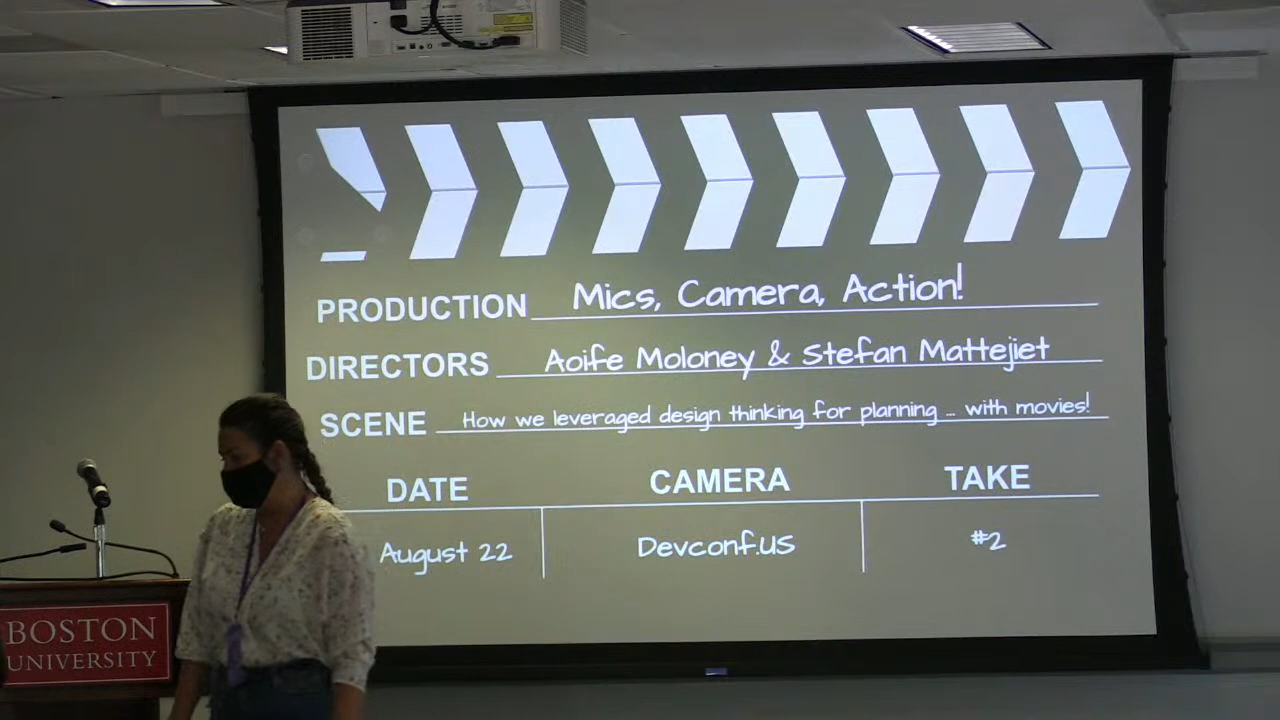 PRODUCTION Mics, Camera, Action!
DIRECTORS Aoife Moloney & Stefan Mattejiet
SCENE How we leveraged design thinking for planning ... with movies!
DATE CAMERA TAKE
August 22 Devconf.US #2
BOSTON
UNIVERSITY